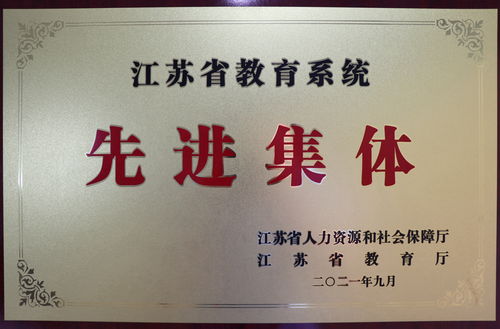 江苏省教育系统
先进集体
江苏省人力资源和社会保障厅
江苏省教育厅
二〇二一年九月